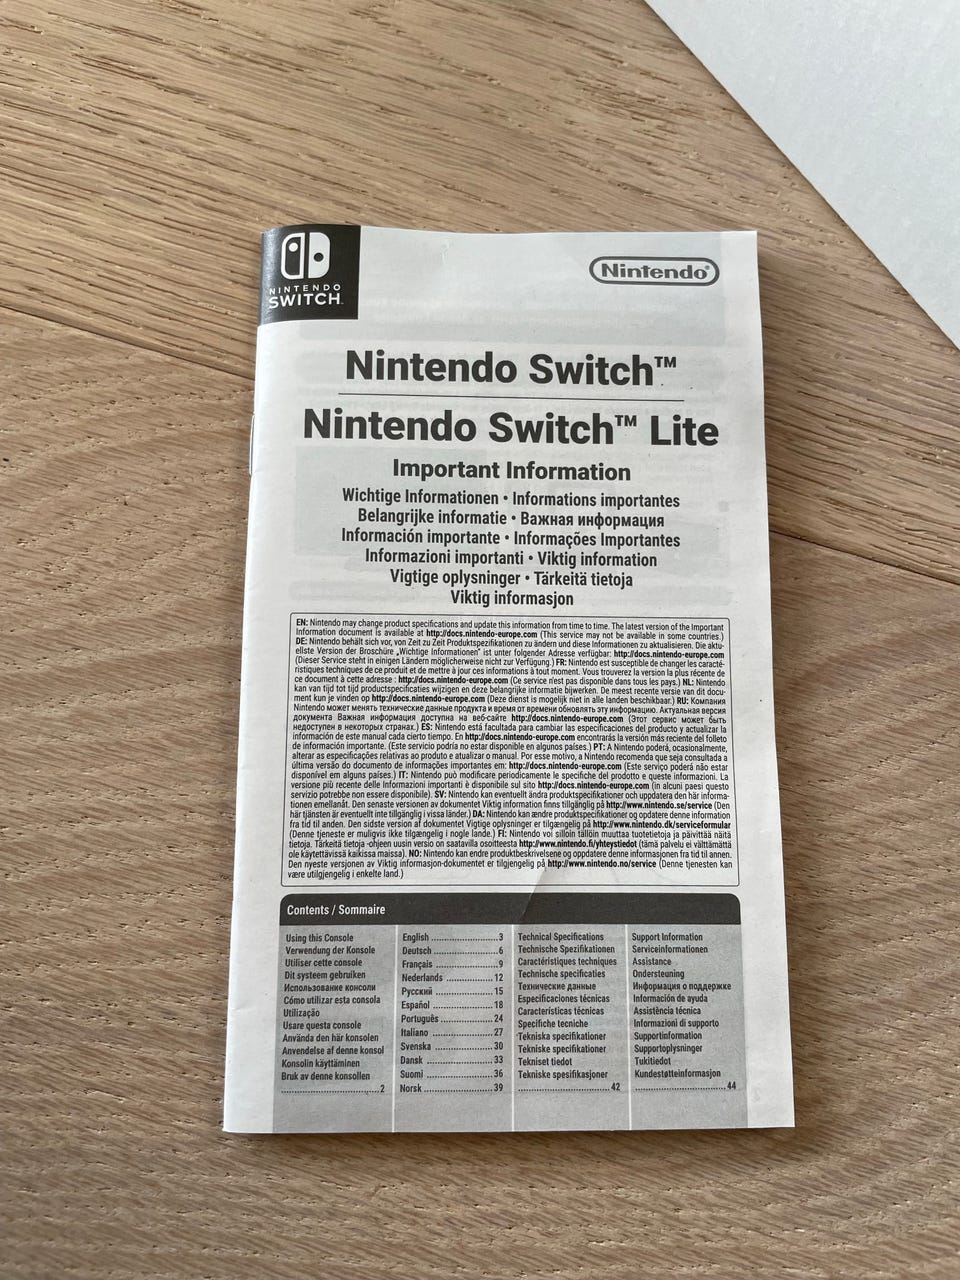 NINTENDO
SWITCH
Nintendo
Nintendo Switch™
Nintendo Switch™ Lite
Important Information
Wichtige Informationen • Informations importantes
Belangrijke informatie • Важная информация
Información importante • Informações Importantes
Informazioni importanti • Viktig information
Vigtige oplysninger • Tärkeitä tietoja
Viktig informasjon
EN: Nintendo may change product specifications and update this information from time to time. The latest version of the Important
Information document is available at http://docs.nintendo-europe.com (This service may not be available in some countries.)
DE: Nintendo behält sich vor, von Zeit zu Zeit Produktspezifikationen zu ändern und diese Informationen zu aktualisieren. Die aktu-
ellste Version der Broschüre „Wichtige Informationen" ist unter folgender Adresse verfügbar: http://docs.nintendo-europe.com
(Dieser Service steht in einigen Ländern möglicherweise nicht zur Verfügung.) FR: Nintendo est susceptible de changer les caracté-
ristiques techniques de ce produit et de mettre à jour ces informations à tout moment. Vous trouverez la version la plus récente de
ce document à cette adresse : http://docs.nintendo-europe.com (Ce service n'est pas disponible dans tous les pays.) NL: Nintendo
kan van tijd tot tijd productspecificaties wijzigen en deze belangrijke informatie bijwerken. De meest recente versie van dit docu-
ment kun je vinden op http://docs.nintendo-europe.com (Deze dienst is mogelijk niet in alle landen beschikbaar.) RU: Компания
Nintendo может менять технические данные продукта и время от времени обновлять эту информацию. Актуальная версия
документа Важная информация доступна на веб-сайте http://docs.nintendo-europe.com (Этот сервис может быть
недоступен в некоторых странах.) ES: Nintendo está facultada para cambiar las especificaciones del producto y actualizar la
información de este manual cada cierto tiempo. En http://docs.nintendo-europe.com encontrarás la versión más reciente del folleto
de información importante. (Este servicio podría no estar disponible en algunos países.) PT: A Nintendo poderá, ocasionalmente,
alterar as especificações relativas ao produto e atualizar o manual. Por esse motivo, a Nintendo recomenda que seja consultada a
última versão do documento de informações importantes em: http://docs.nintendo-europe.com (Este serviço poderá não estar
disponível em alguns países.) IT: Nintendo può modificare periodicamente le specifiche del prodotto e queste informazioni. La
versione più recente delle Informazioni importanti è disponibile sul sito http://docs.nintendo-europe.com (in alcuni paesi questo
servizio potrebbe non essere disponibile). SV: Nintendo kan eventuellt ändra produktspecifikationer och uppdatera den här informa-
tionen emellanåt. Den senaste versionen av dokumentet Viktig information finns tillgänglig på http://www.nintendo.se/service (Den
här tjänsten är eventuellt inte tillgänglig i vissa länder.) DA: Nintendo kan ændre produktspecifikationer og opdatere denne information
fra tid til anden. Den sidste version af dokumentet Vigtige oplysninger er tilgængelig på http://www.nintendo.dk/serviceformular
(Denne tjeneste er muligvis ikke tilgængelig i nogle lande.) FI: Nintendo voi silloin tällöin muuttaa tuotetietoja ja päivittää näitä
tietoja. Tärkeitä tietoja -ohjeen uusin versio on saatavilla osoitteesta http://www.nintendo.fi/yhteystiedot (tämä palvelu ei välttämättä
ole käytettävissä kaikissa maissa). NO: Nintendo kan endre produktbeskrivelsene og oppdatere denne informasjonen fra tid til annen.
Den nyeste versjonen av Viktig informasjon-dokumentet er tilgjengelig på http://www.nintendo.no/service (Denne tjenesten kan
være utilgjengelig i enkelte land.)
Contents / Sommaire
Using this Console
Verwendung der Konsole
Utiliser cette console
Dit systeem gebruiken
Использование консоли
Cómo utilizar esta consola
Utilização
Usare questa console
Använda den här konsolen
Anvendelse af denne konsol
Konsolin käyttäminen
Bruk av denne konsollen
................................2
English ........................3
Deutsch ........................6
Français ........................9
Nederlands ...................12
Русский ......................15
Español .......................18
Português .....................24
Italiano ......................27
Svenska .......................30
Dansk .........................33
Suomi .........................36
Norsk .........................39
Technical Specifications
Technische Spezifikationen
Caractéristiques techniques
Technische specificaties
Технические данные
Especificaciones técnicas
Características técnicas
Specifiche tecniche
Tekniska specifikationer
Tekniske specifikationer
Tekniset tiedot
Tekniske spesifikasjoner
................................42
Support Information
Serviceinformationen
Assistance
Ondersteuning
Информация о поддержке
Información de ayuda
Assistência técnica
Informazioni di supporto
Supportinformation
Supportoplysninger
Tukitiedot
Kundestøtteinformasjon
................................44